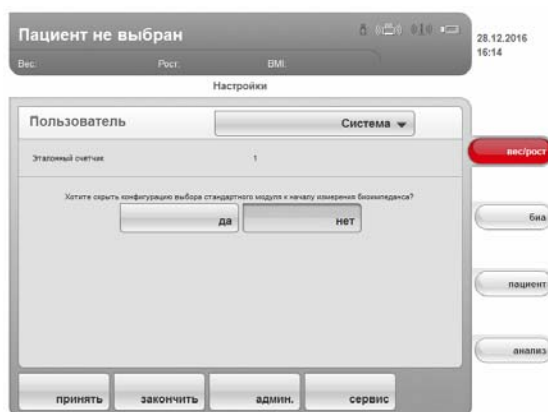 Пациент не выбран
28.12.2016
16:14
Вес: Рост: BMI:
Настройки
Пользователь Система
Эталонный счетчик 1
вес/рост
Хотите скрыть конфигурацию выбора стандартного модуля к началу измерения биоимпеданса?
да нет
биа
пациент
анализ
принять закончить админ. сервис